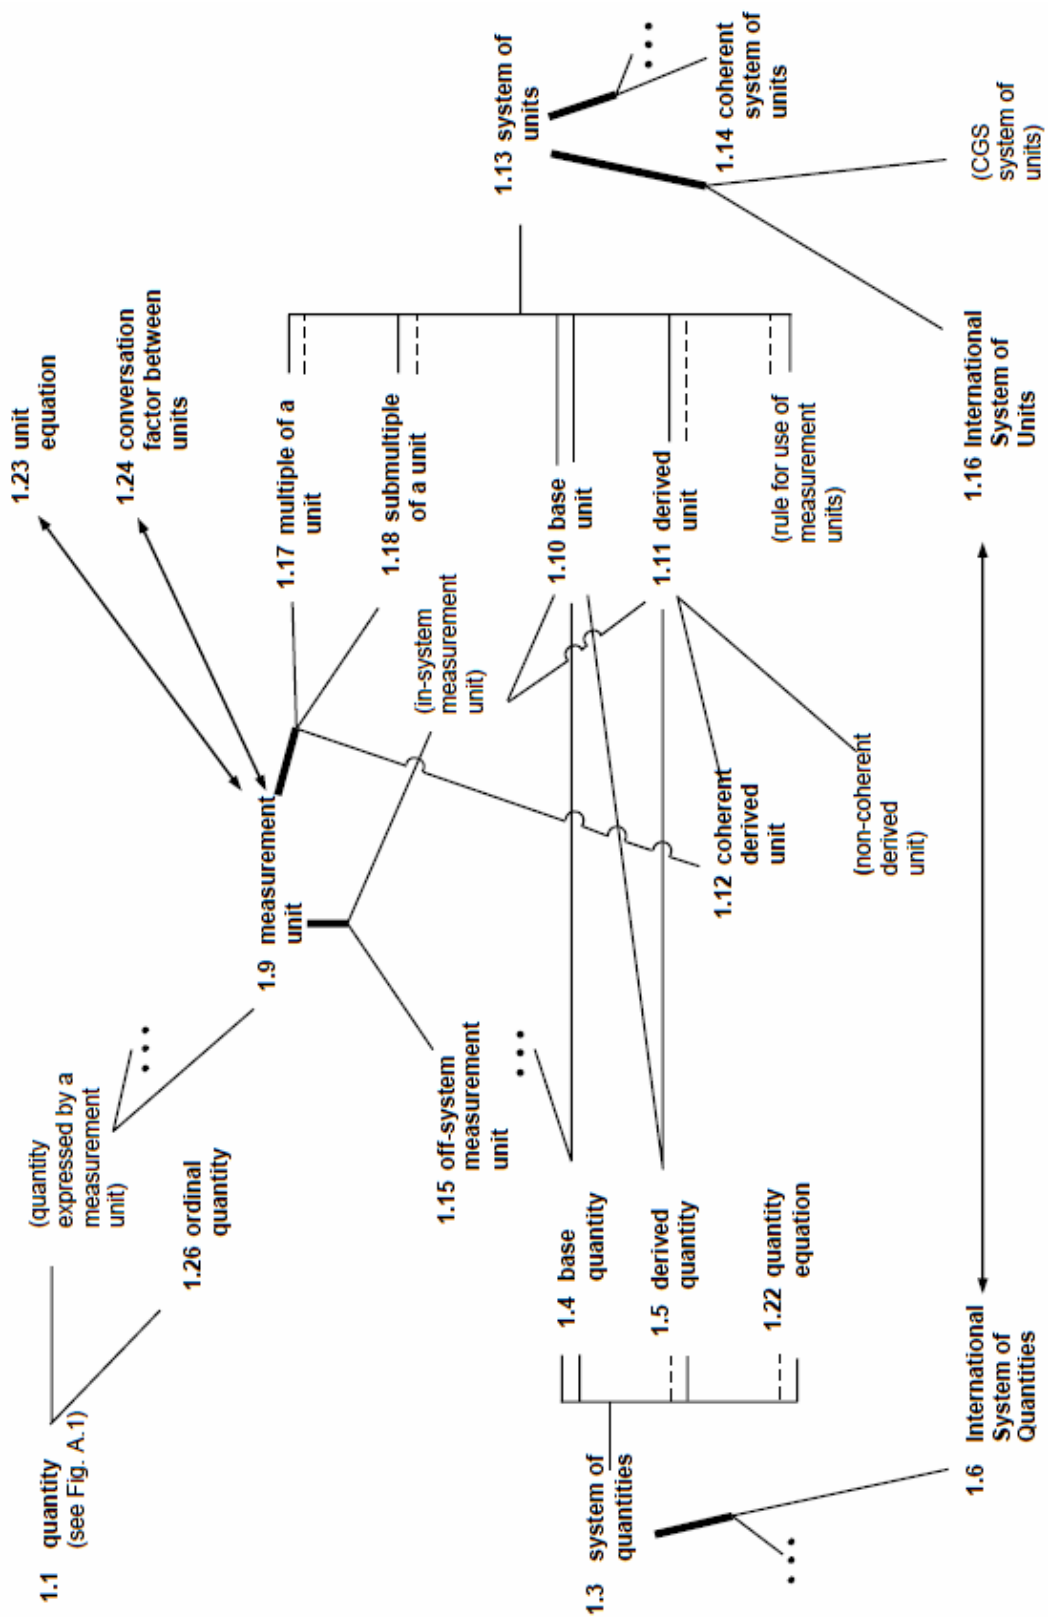 1.1 quantity
(see Fig. A.1)
(quantity
expressed by a
measurement
unit)
1.26 ordinal
quantity
1.23 unit
equation
1.24 conversation
factor between
units
1.9 measurement
unit
1.17 multiple of a
unit
1.18 submultiple
of a unit
(in-system
measurement
unit)
1.15 off-system
measurement
unit
1.13 system of
units
1.14 coherent
system of
units
(CGS
system of
units)
1.3 system of
quantities
1.4 base
quantity
1.5 derived
quantity
1.22 quantity
equation
1.10 base
unit
1.11 derived
unit
(rule for use of
measurement
units)
1.12 coherent
derived
unit
(non-coherent
derived
unit)
1.6 International
System of
Quantities
1.16 International
System of
Units